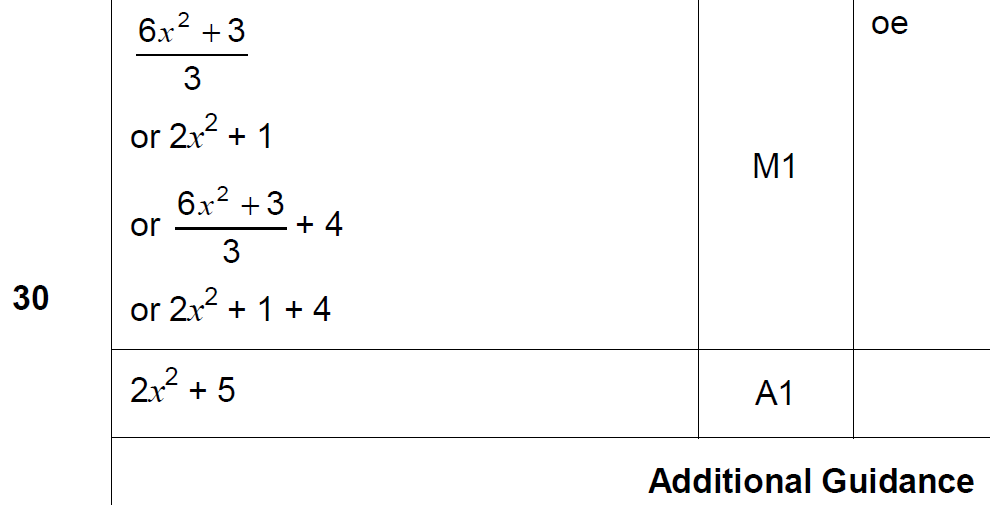 6x² + 3
3
oe
or 2x² + 1
M1
or 6x² + 3
3
+ 4
30
or 2x² + 1 + 4
2x² + 5
A1
Additional Guidance